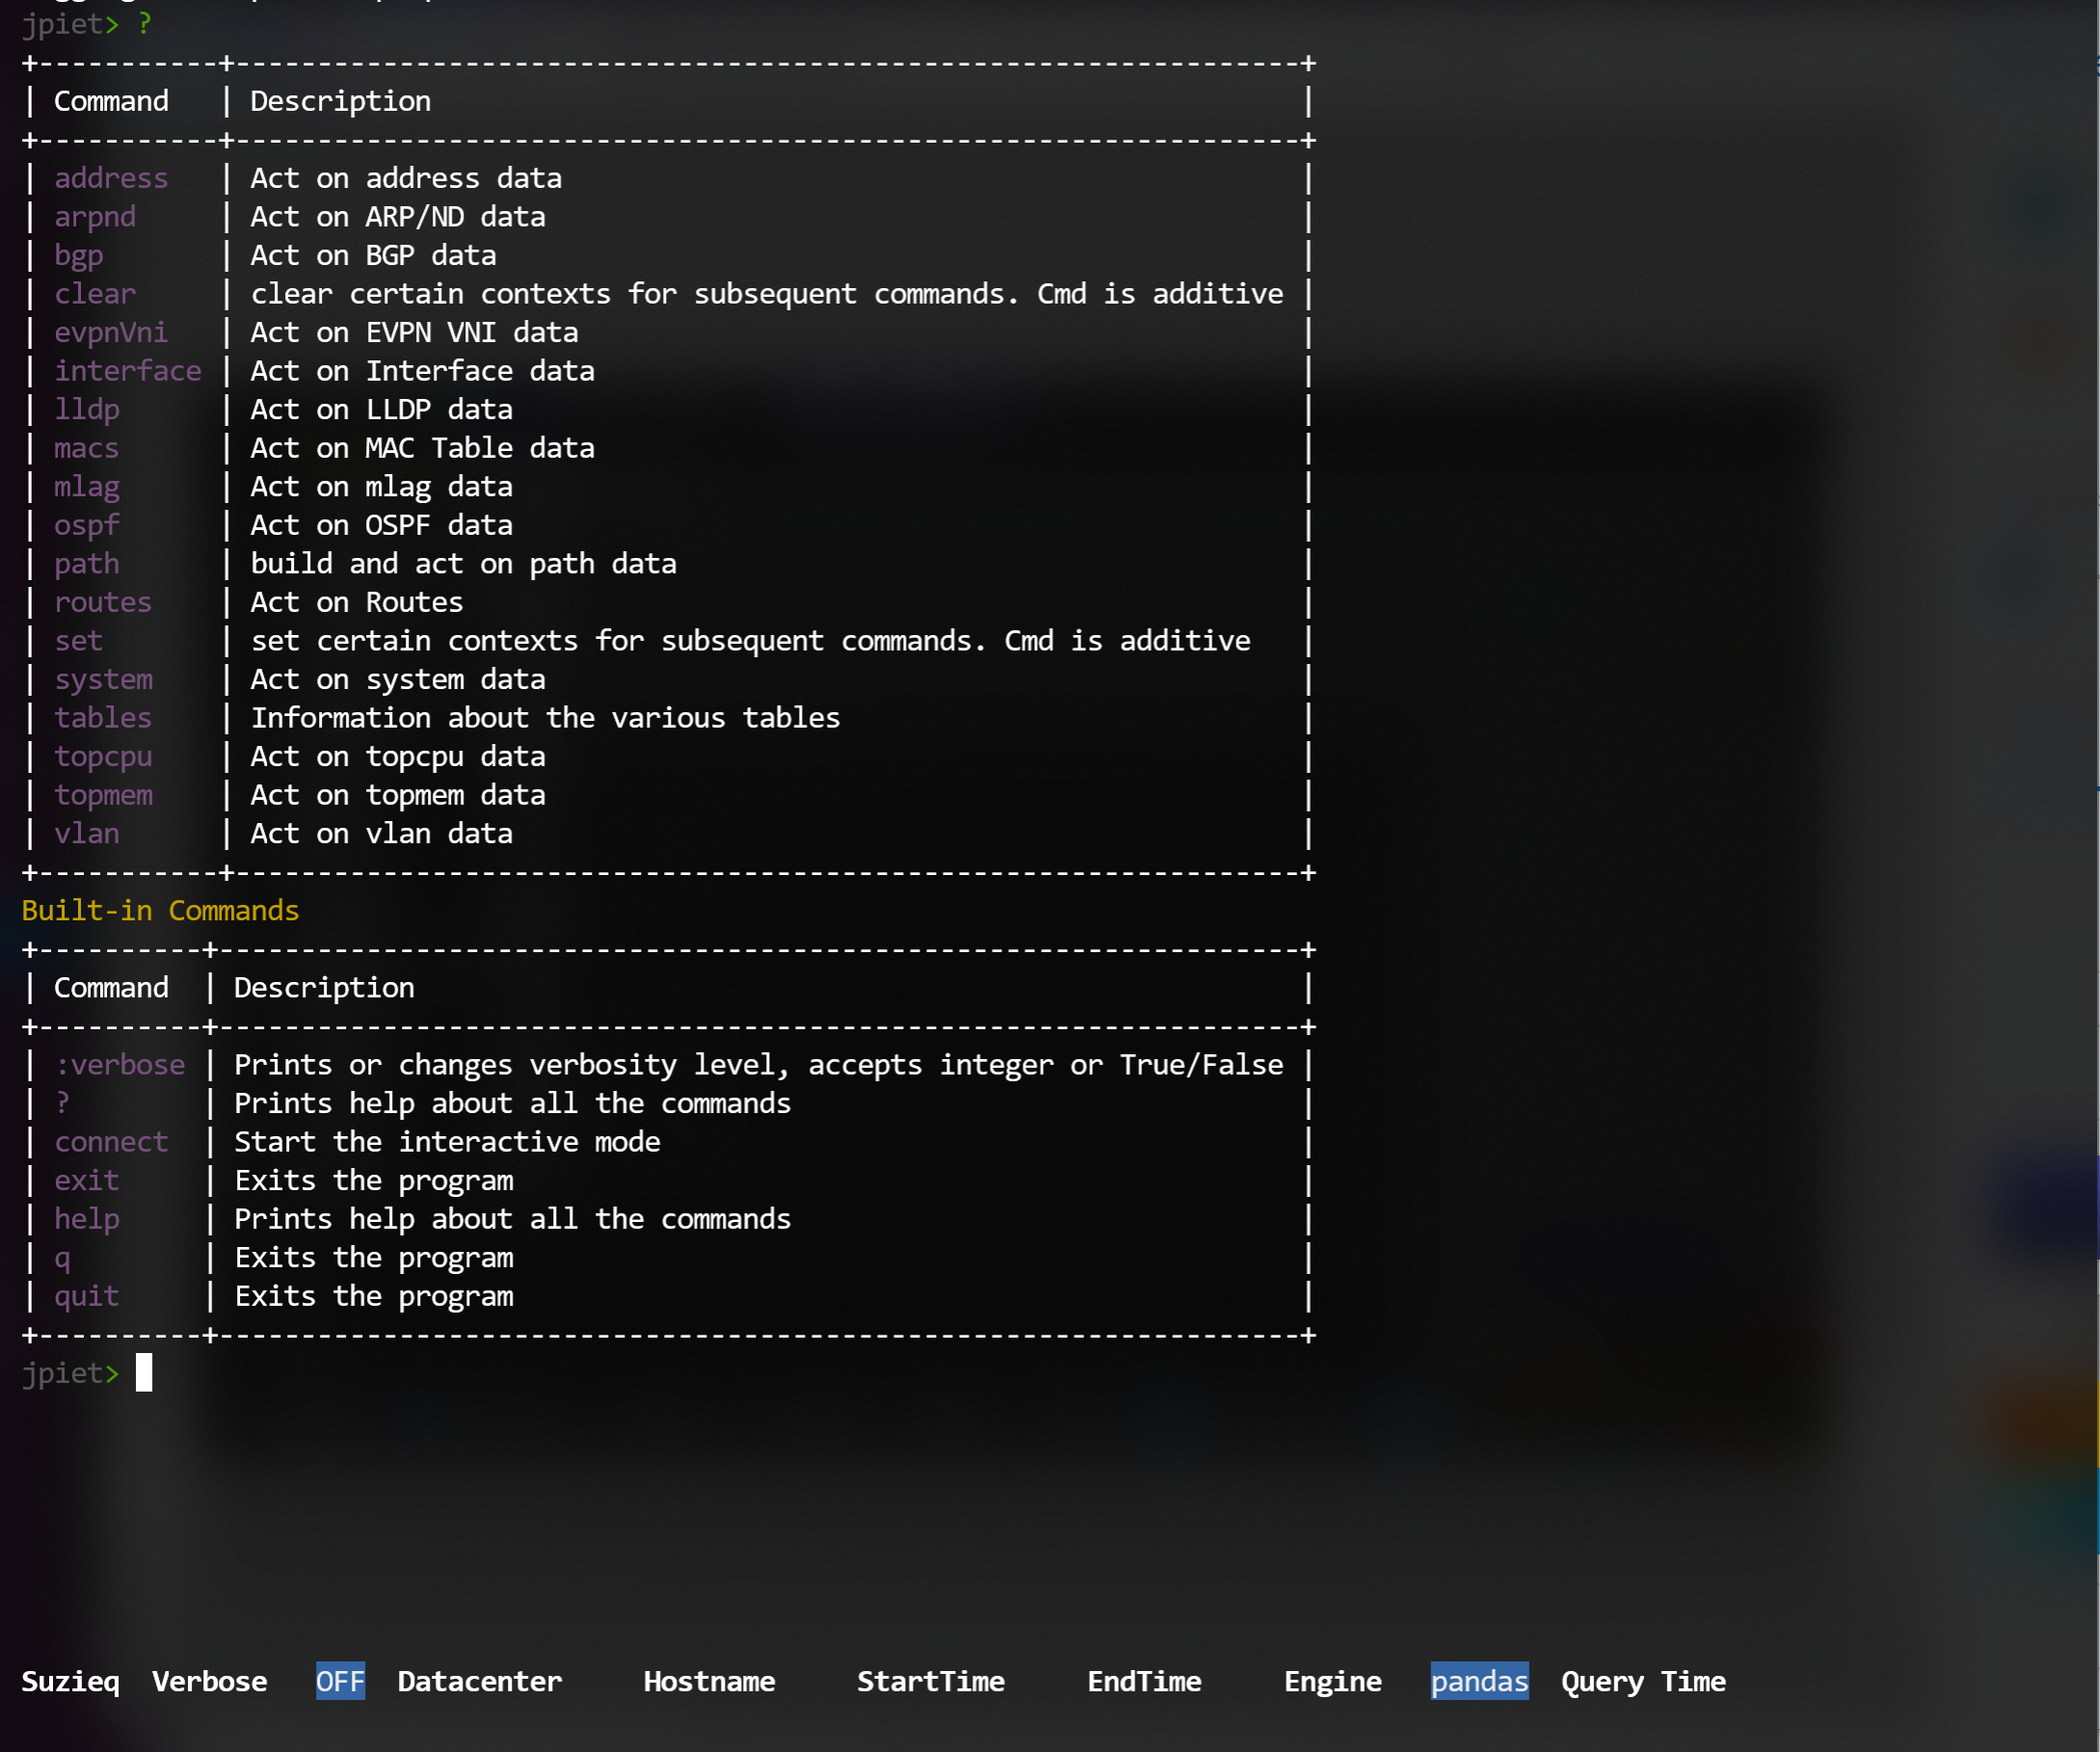 jpiet> ?
+-----------+-----------------------------------------------------------------+
| Command   | Description                                                     |
+-----------+-----------------------------------------------------------------+
| address   | Act on address data                                             |
| arpnd     | Act on ARP/ND data                                              |
| bgp       | Act on BGP data                                                 |
| clear     | clear certain contexts for subsequent commands. Cmd is additive |
| evpnVni   | Act on EVPN VNI data                                            |
| interface | Act on Interface data                                           |
| lldp      | Act on LLDP data                                                |
| macs      | Act on MAC Table data                                           |
| mlag      | Act on mlag data                                                |
| ospf      | Act on OSPF data                                                |
| path      | build and act on path data                                      |
| routes    | Act on Routes                                                   |
| set       | set certain contexts for subsequent commands. Cmd is additive   |
| system    | Act on system data                                              |
| tables    | Information about the various tables                            |
| topcpu    | Act on topcpu data                                              |
| topmem    | Act on topmem data                                              |
| vlan      | Act on vlan data                                                |
+-----------+-----------------------------------------------------------------+
Built-in Commands
+----------+------------------------------------------------------------------+
| Command  | Description                                                      |
+----------+------------------------------------------------------------------+
| :verbose | Prints or changes verbosity level, accepts integer or True/False |
| ?        | Prints help about all the commands                               |
| connect  | Start the interactive mode                                       |
| exit     | Exits the program                                                |
| help     | Prints help about all the commands                               |
| q        | Exits the program                                                |
| quit     | Exits the program                                                |
+----------+------------------------------------------------------------------+
jpiet>
Suzieq  Verbose   OFF  Datacenter     Hostname     StartTime     EndTime     Engine   pandas  Query Time